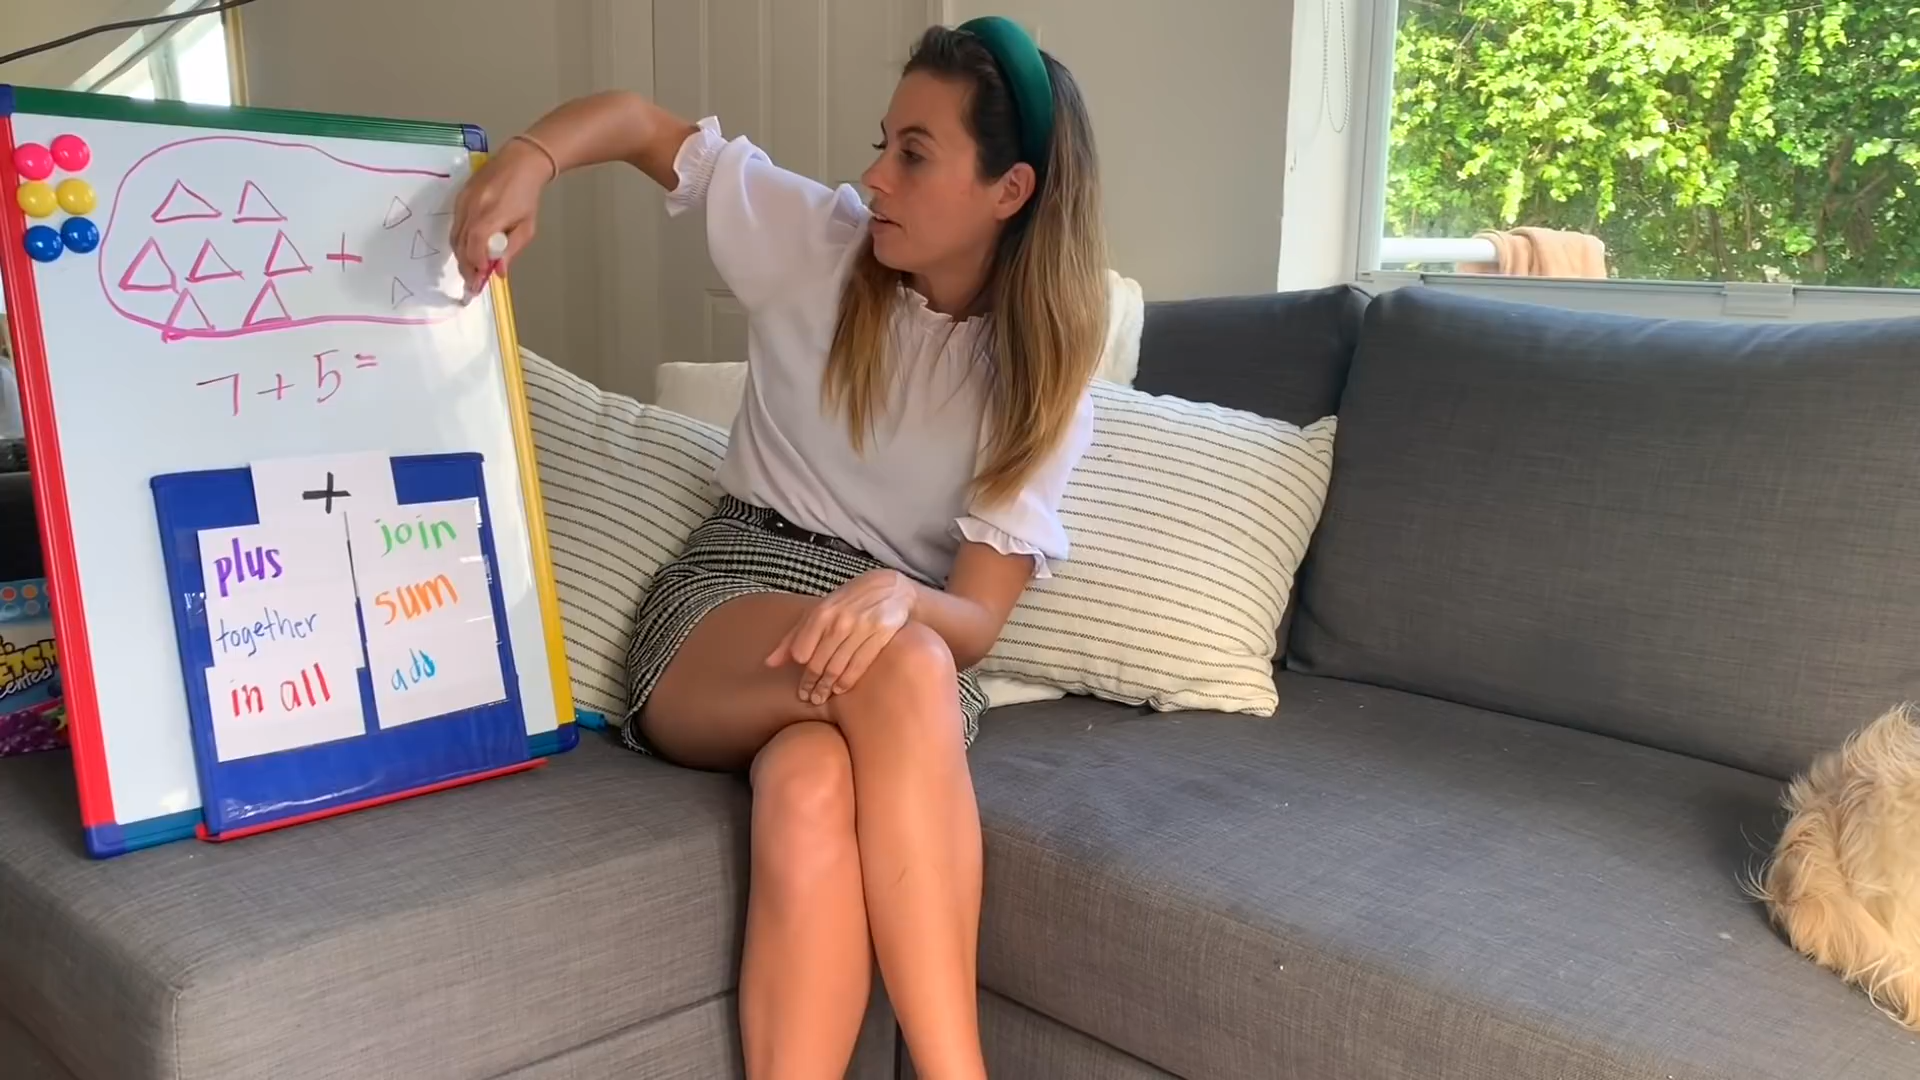 +
7 + 5 =
+
plus
join
together
sum
in all
add